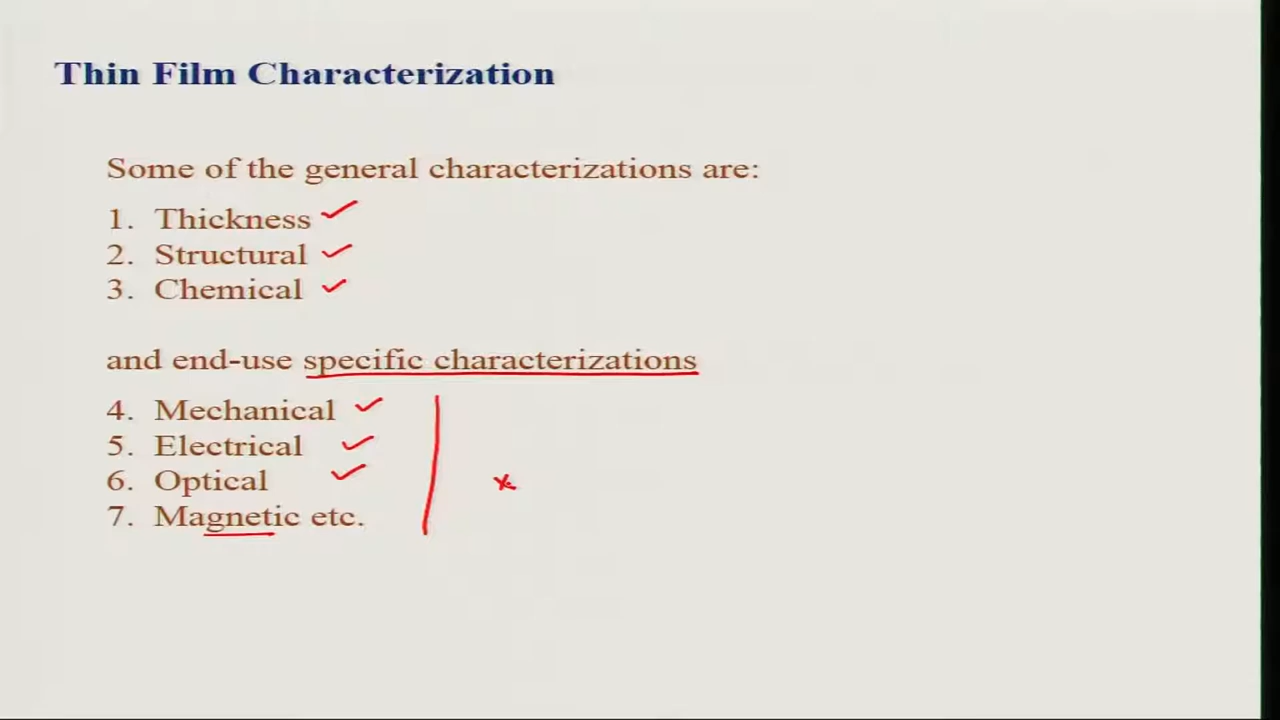 Thin Film Characterization
Some of the general characterizations are:
1. Thickness
2. Structural
3. Chemical
and end-use specific characterizations
4. Mechanical
5. Electrical
6. Optical
7. Magnetic etc.